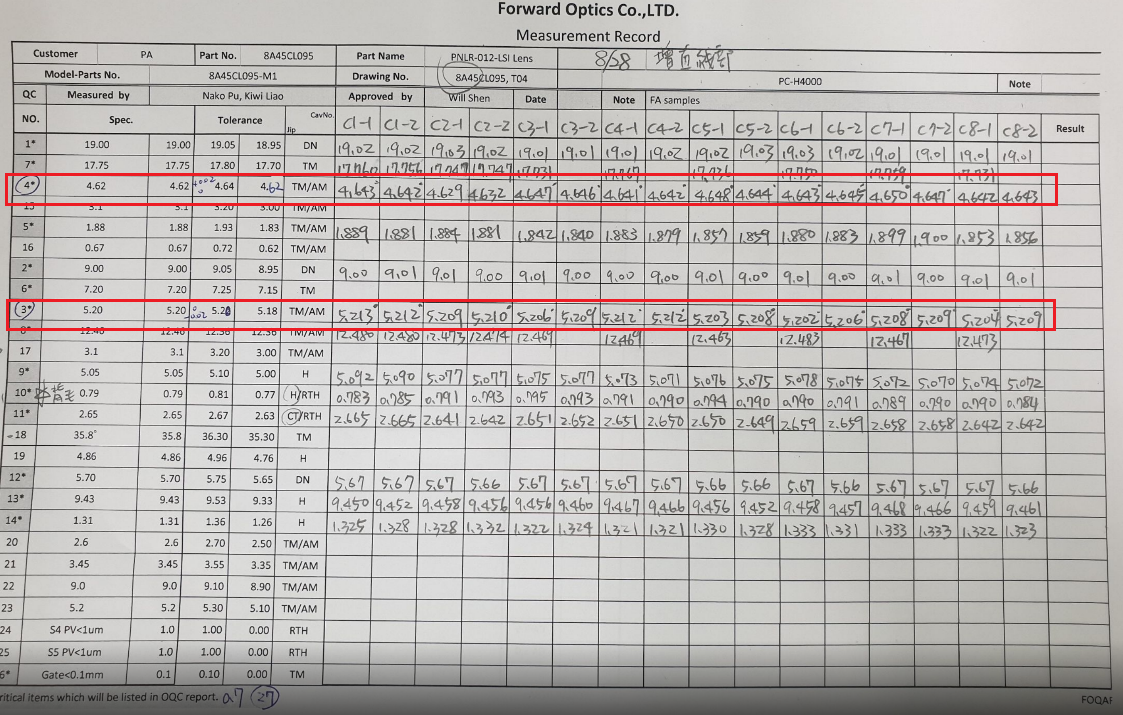 Forward Optics Co.,LTD.
Measurement Record
Customer PA Part No. 8A45CL095 Part Name PNLR-012-LSI Lens 8/58
Model-Parts No. 8A45CL095-M1 Drawing No. 8A45CL095, T04 PC-H4000 Note
QC Measured by Nako Pu, Kiwi Liao Approved by Will Shen Date Note FA samples
NO. Spec. Tolerance CavNo. Jip C1-1 C1-2 C2-1 C2-2 C3-1 C3-2 C4-1 C4-2 C5-1 C5-2 C6-1 C6-2 C7-1 C7-2 C8-1 C8-2 Result
1* 19.00 19.00 19.05 18.95 DN 19.02 19.02 19.03 19.02 19.01 19.01 19.01 19.02 19.02 19.03 19.03 19.02 19.01 19.01 19.01 19.01
7* 17.75 17.75 17.80 17.70 TM 17.760 17.756 17.747 17.747 17.731
4* 4.62 4.62 +0.02 0 4.64 4.62 TM/AM 4.643 4.642 4.629 4.632 4.647 4.646 4.641 4.642 4.648 4.644 4.643 4.645 4.650 4.647 4.642 4.643
3.1 3.1 3.20 3.00 TM/AM
5* 1.88 1.88 1.93 1.83 TM/AM 1.889 1.881 1.884 1.881 1.842 1.840 1.883 1.879 1.857 1.859 1.880 1.883 1.899 1.900 1.853 1.856
16 0.67 0.67 0.72 0.62 TM/AM
2* 9.00 9.00 9.05 8.95 DN 9.00 9.01 9.01 9.00 9.01 9.00 9.00 9.00 9.01 9.00 9.01 9.00 9.01 9.00 9.01 9.01
6* 7.20 7.20 7.25 7.15 TM
3* 5.20 5.20 0 -0.02 5.20 5.18 TM/AM 5.213 5.212 5.209 5.210 5.206 5.209 5.212 5.212 5.203 5.208 5.202 5.206 5.208 5.209 5.204 5.209
8* 12.46 12.46 12.56 12.36 TM/AM 12.480 12.480 12.473 12.474 12.469 12.469 12.463 12.483 12.467 12.473
17 3.1 3.1 3.20 3.00 TM/AM
9* 5.05 5.05 5.10 5.00 H 5.092 5.090 5.077 5.077 5.075 5.077 5.073 5.071 5.076 5.075 5.078 5.075 5.072 5.070 5.074 5.072
10* 0.79 0.79 0.81 0.77 H/RTH 0.783 0.785 0.791 0.793 0.795 0.793 0.791 0.790 0.794 0.790 0.790 0.791 0.789 0.790 0.790 0.784
11* 2.65 2.65 2.67 2.63 CT/RTH 2.665 2.665 2.641 2.642 2.651 2.652 2.651 2.650 2.650 2.649 2.659 2.659 2.658 2.658 2.642 2.642
18 35.8° 35.8 36.30 35.30 TM
19 4.86 4.86 4.96 4.76 H
12* 5.70 5.70 5.75 5.65 DN 5.67 5.67 5.67 5.66 5.67 5.67 5.67 5.67 5.66 5.66 5.67 5.66 5.67 5.67 5.67 5.66
13* 9.43 9.43 9.53 9.33 H 9.450 9.452 9.458 9.456 9.456 9.460 9.467 9.466 9.456 9.452 9.458 9.457 9.468 9.466 9.459 9.461
14* 1.31 1.31 1.36 1.26 H 1.325 1.328 1.328 1.332 1.322 1.324 1.321 1.321 1.330 1.328 1.333 1.331 1.333 1.333 1.322 1.323
20 2.6 2.6 2.70 2.50 TM/AM
21 3.45 3.45 3.55 3.35 TM/AM
22 9.0 9.0 9.10 8.90 TM/AM
23 5.2 5.2 5.30 5.10 TM/AM
24 S4 PV<1um 1.0 1.00 0.00 RTH
25 S5 PV<1um 1.0 1.00 0.00 RTH
6* Gate<0.1mm 0.1 0.10 0.00 TM
ritical items which will be listed in OQC report. 27 FOQAF